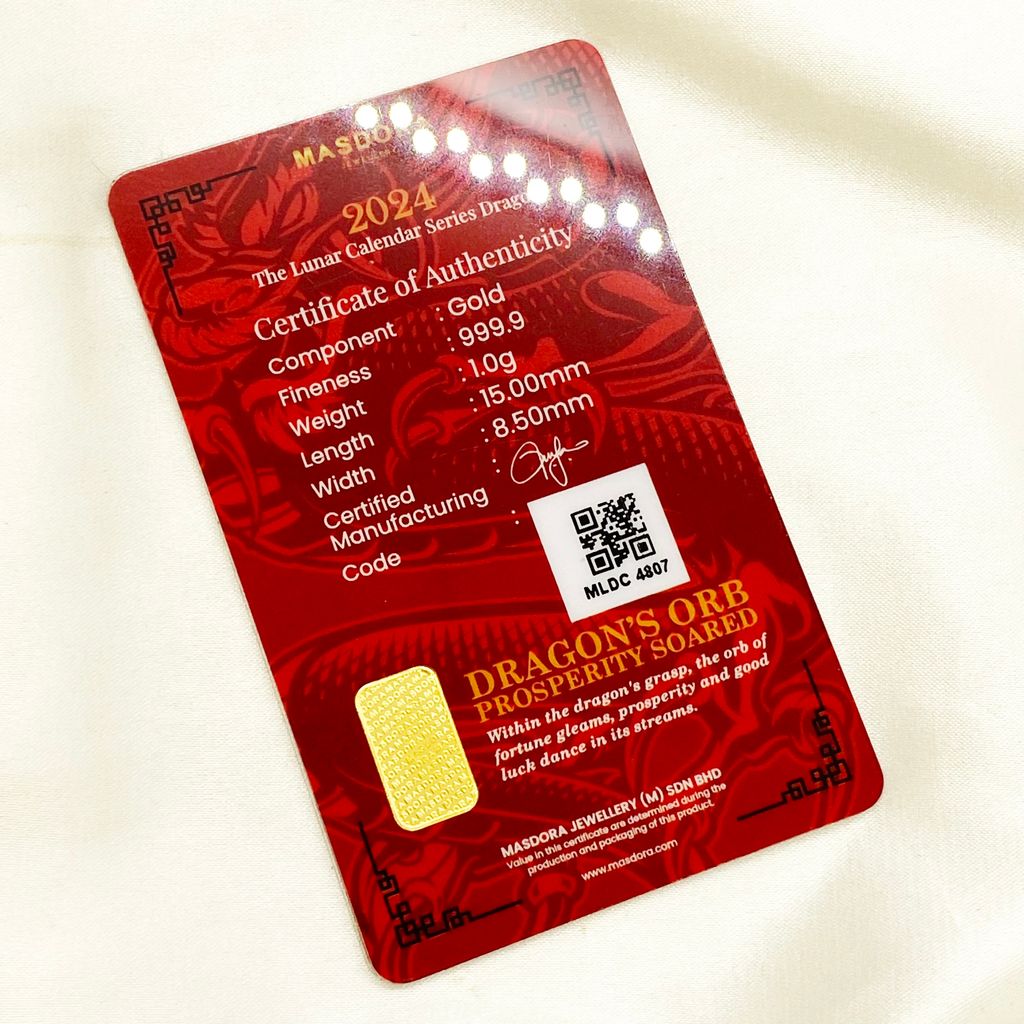 2024
The Lunar Calendar Series
Certificate of Authenticity
Component : Gold
Fineness : 999.9
Weight : 1.0g
Length : 15.00mm
Width : 8.50mm
Certified :
Manufacturing :
Code
MLDC 4807
DRAGON'S ORB
PROSPERITY SOARED
Within the dragon's grasp, the orb of
fortune gleams, prosperity and good
luck dance in its streams.
MASDORA JEWELLERY (M) SDN BHD
Value in this certificate are determined during the
production and packaging of this product.
www.masdora.com